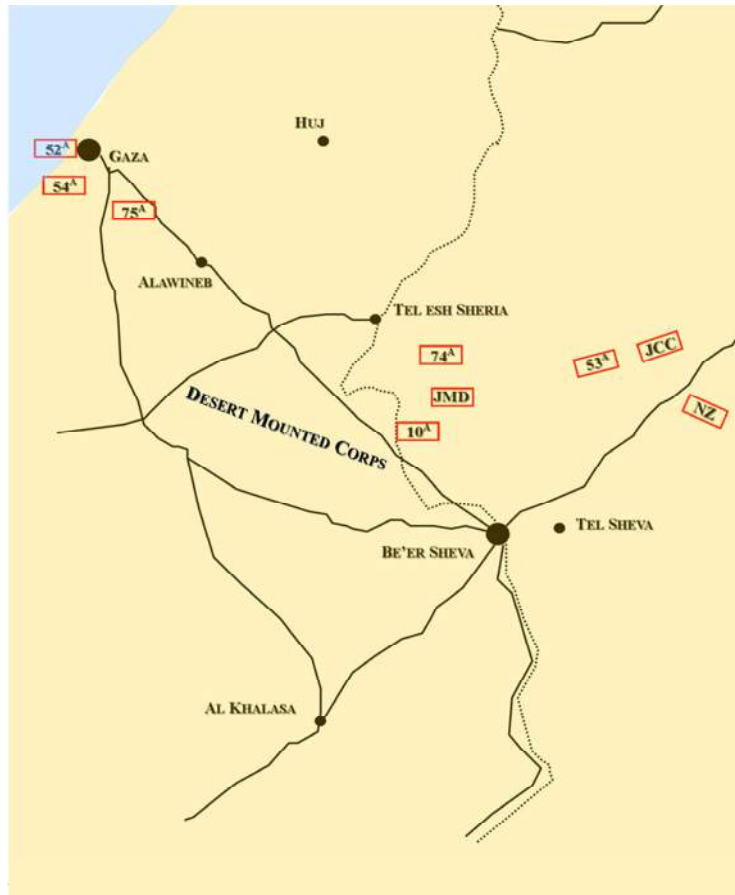 HUJ
52A
GAZA
54A
75A
ALAWINEB
TEL ESH SHERIA
74A
53A
JCC
JMD
NZ
10A
DESERT MOUNTED CORPS
BE'ER SHEVA
TEL SHEVA
AL KHALASA